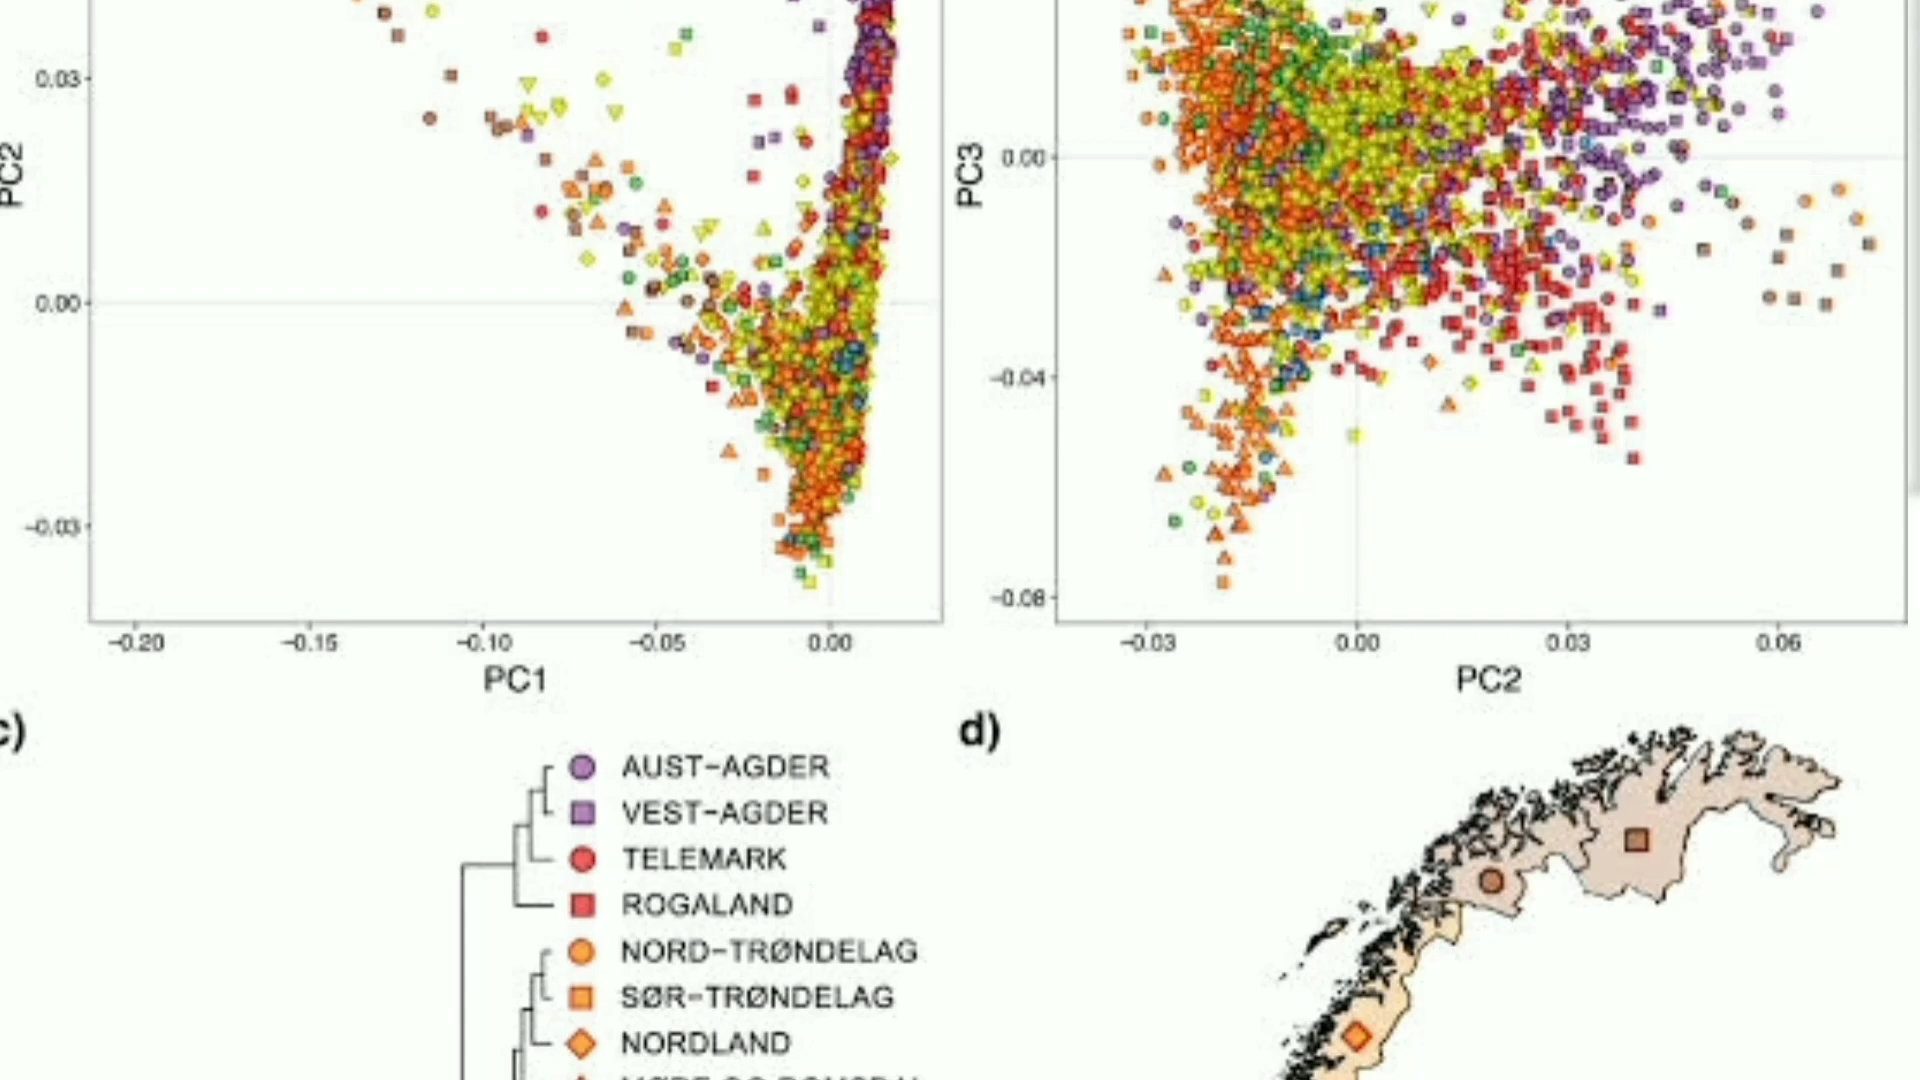 0.03
0.00
−0.03
PC2
−0.20 −0.15 −0.10 −0.05 0.00
PC1
0.00
−0.04
−0.08
PC3
−0.03 0.00 0.03 0.06
PC2
c)
AUST−AGDER
VEST−AGDER
TELEMARK
ROGALAND
NORD−TRØNDELAG
SØR−TRØNDELAG
NORDLAND
d)